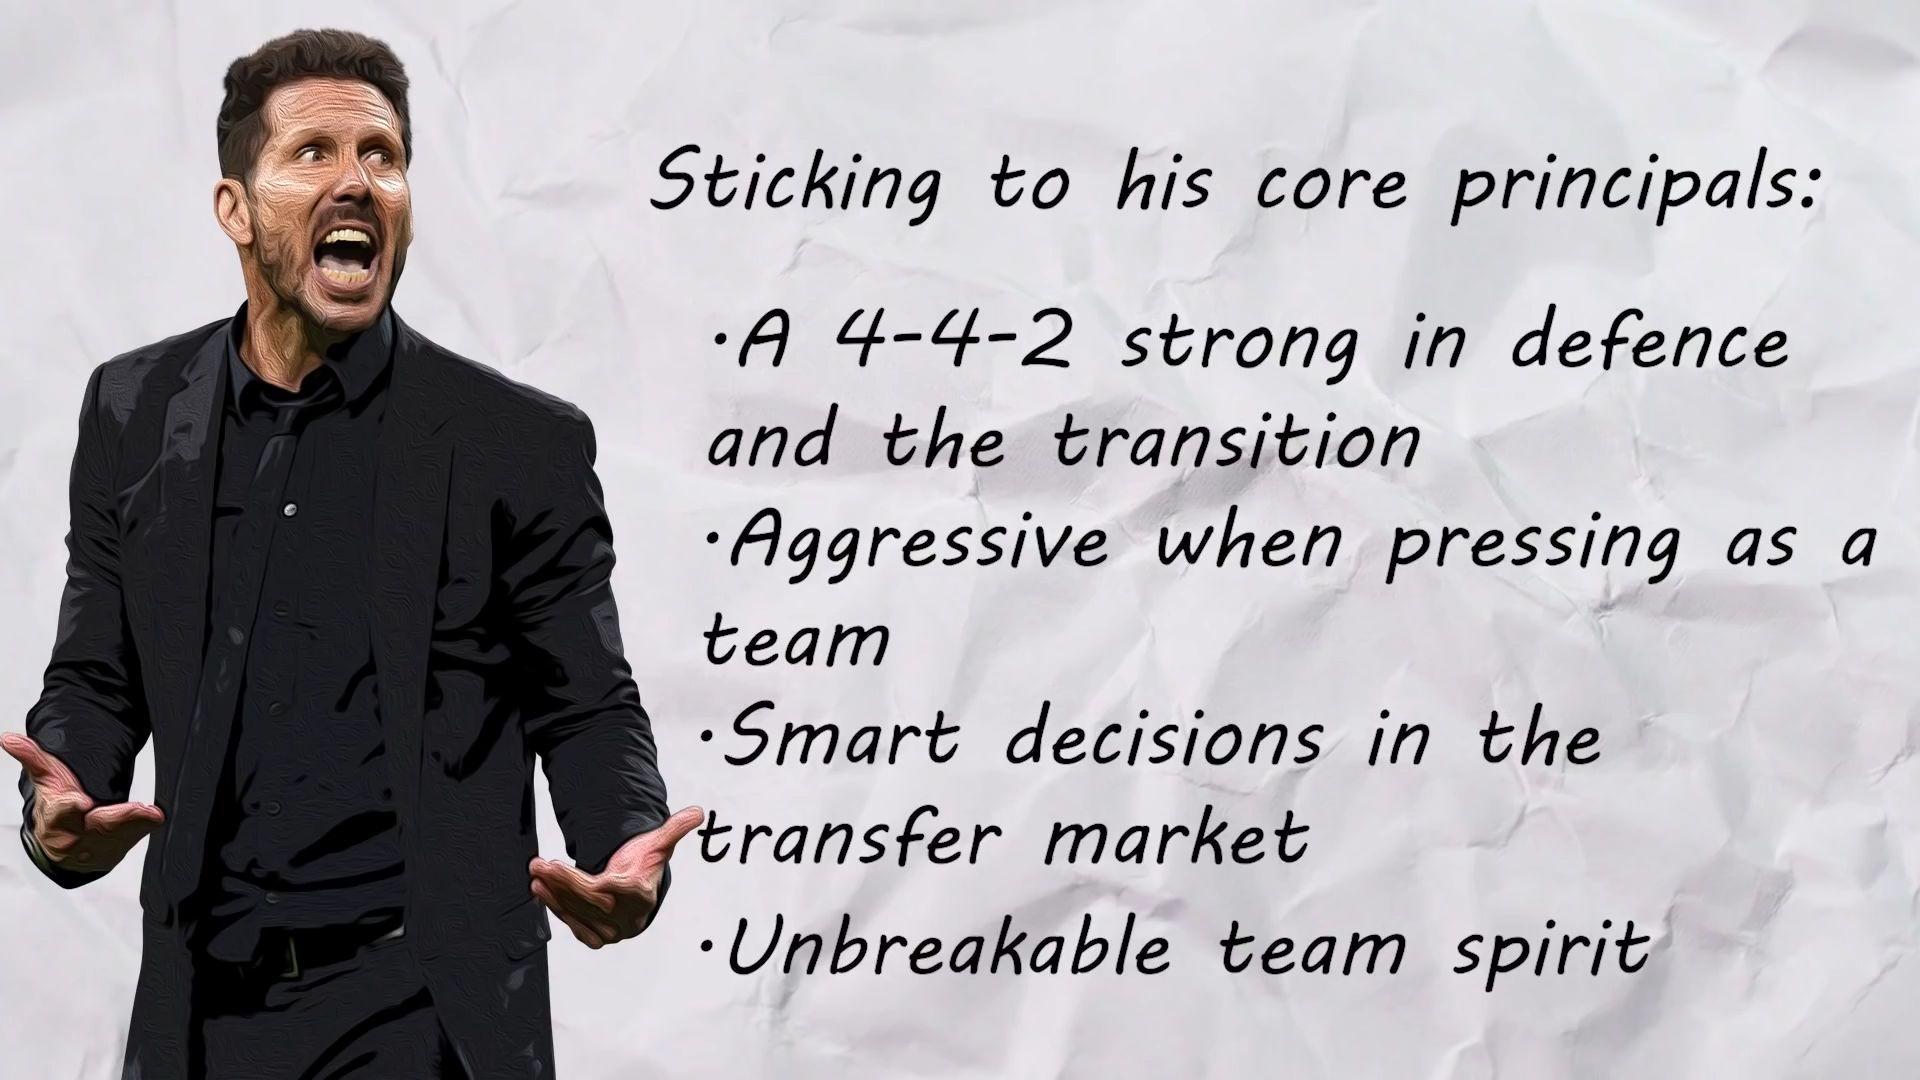 Sticking to his core principals:
·A 4-4-2 strong in defence
and the transition
·Aggressive when pressing as a
team
·Smart decisions in the
transfer market
·Unbreakable team spirit